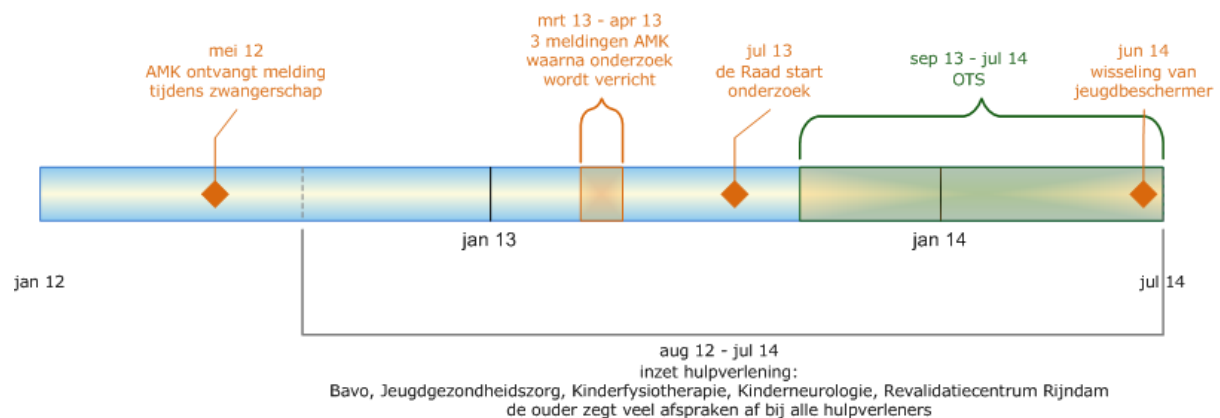 mei 12
AMK ontvangt melding
tijdens zwangerschap
mrt 13 - apr 13
3 meldingen AMK
waarna onderzoek
wordt verricht
jul 13
de Raad start
onderzoek
sep 13 - jul 14
OTS
jun 14
wisseling van
jeugdbeschermer
jan 13
jan 14
jan 12
jul 14
aug 12 - jul 14
inzet hulpverlening:
Bavo, Jeugdgezondheidszorg, Kinderfysiotherapie, Kinderneurologie, Revalidatiecentrum Rijndam
de ouder zegt veel afspraken af bij alle hulpverleners